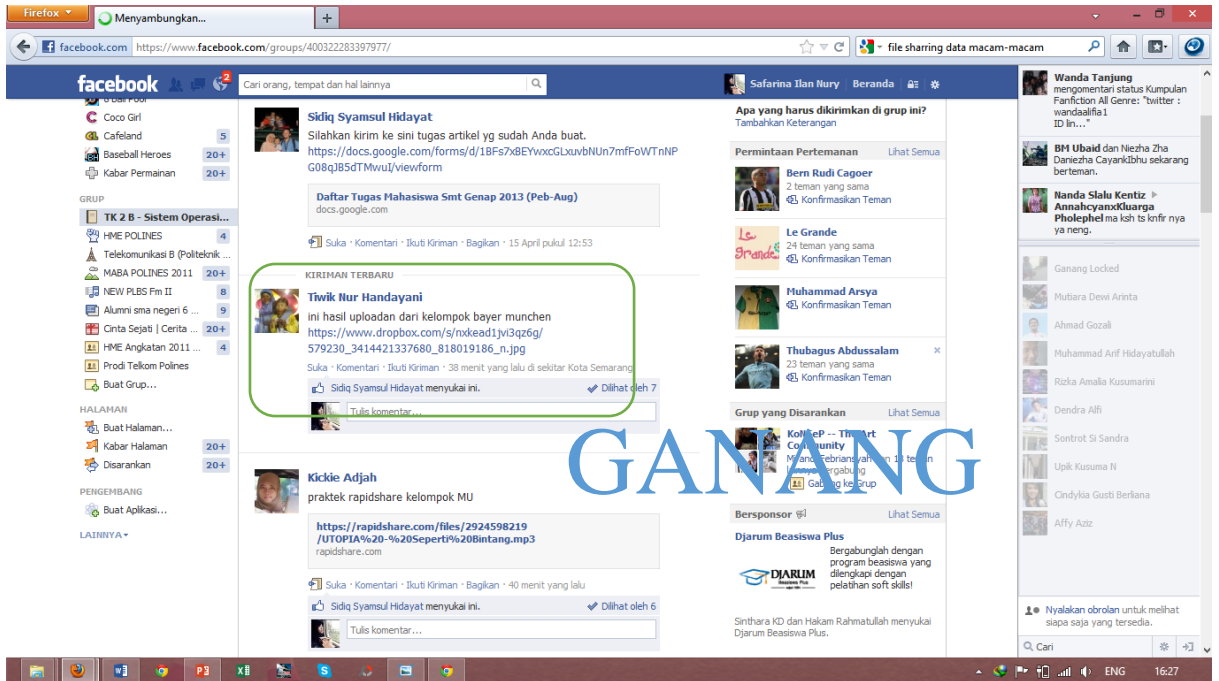 Firefox
Menyambungkan...
facebook.com https://www.facebook.com/groups/400322283397977/
file sharring data macam-macam
facebook
2
Cari orang, tempat dan hal lainnya
Safarina Ilan Nury Beranda
8 Ball Pool
Coco Girl
Cafeland 5
Baseball Heroes 20+
Kabar Permainan 20+
GRUP
TK 2 B - Sistem Operasi...
HME POLINES 4
Telekomunikasi B (Politeknik ...
MABA POLINES 2011 20+
NEW PLBS Fm II 8
Alumni sma negeri 6 ... 9
Cinta Sejati | Cerita ... 20+
HME Angkatan 2011 ... 4
Prodi Telkom Polines
Buat Grup...
HALAMAN
Buat Halaman...
Kabar Halaman 20+
Disarankan 20+
PENGEMBANG
Buat Aplikasi...
LAINNYA
Sidiq Syamsul Hidayat
Silahkan kirim ke sini tugas artikel yg sudah Anda buat.
https://docs.google.com/forms/d/1BFs7xBEYwxcGLxuvbNUn7mfFoWTnNP
G08qJB5dTMwuI/viewform
Daftar Tugas Mahasiswa Smt Genap 2013 (Peb-Aug)
docs.google.com
Suka · Komentari · Ikuti Kiriman · Bagikan · 15 April pukul 12:53
KIRIMAN TERBARU
Tiwik Nur Handayani
ini hasil uploadan dari kelompok bayer munchen
https://www.dropbox.com/s/nxkead1jvi3qz6g/
579230_3414421337680_818019186_n.jpg
Suka · Komentari · Ikuti Kiriman · 38 menit yang lalu di sekitar Kota Semarang
Sidiq Syamsul Hidayat menyukai ini. Dilihat oleh 7
Tulis komentar...
Kickie Adjah
praktek rapidshare kelompok MU
https://rapidshare.com/files/2924598219
/UTOPIA%20-%20Seperti%20Bintang.mp3
rapidshare.com
Suka · Komentari · Ikuti Kiriman · Bagikan · 40 menit yang lalu
Sidiq Syamsul Hidayat menyukai ini. Dilihat oleh 6
Tulis komentar...
GANANG
Apa yang harus dikirimkan di grup ini?
Tambahkan Keterangan
Permintaan Pertemanan Lihat Semua
Bern Rudi Cagoer
2 teman yang sama
Konfirmasikan Teman
Le Grande
24 teman yang sama
Konfirmasikan Teman
Muhammad Arsya
Konfirmasikan Teman
Thubagus Abdussalam
23 teman yang sama
Konfirmasikan Teman
Grup yang Disarankan Lihat Semua
Community
Bersponsor Lihat Semua
Djarum Beasiswa Plus
DJARUM
Beasiswa Plus
Bergabunglah dengan
program beasiswa yang
dilengkapi dengan
pelatihan soft skills!
Sinthara KD dan Hakam Rahmatullah menyukai
Djarum Beasiswa Plus.
Wanda Tanjung
mengomentari status Kumpulan
Fanfiction All Genre: "twitter :
wandaalifia1
ID lin..."
BM Ubaid dan Niezha Zha
Daniezha CayankIbhu sekarang
berteman.
Nanda Slalu Kentiz
AnnahcyanxKluarga
Pholephel ma ksh ts knfir nya
ya neng.
Ganang Locked
Mutiara Dewi Arinta
Ahmad Gozali
Muhammad Arif Hidayatullah
Rizka Amalia Kusumarini
Dendra Alfi
Sontrot Si Sandra
Upik Kusuma N
Cindykia Gusti Berliana
Affy Aziz
Nyalakan obrolan untuk melihat
siapa saja yang tersedia.
Cari
ENG 16:27